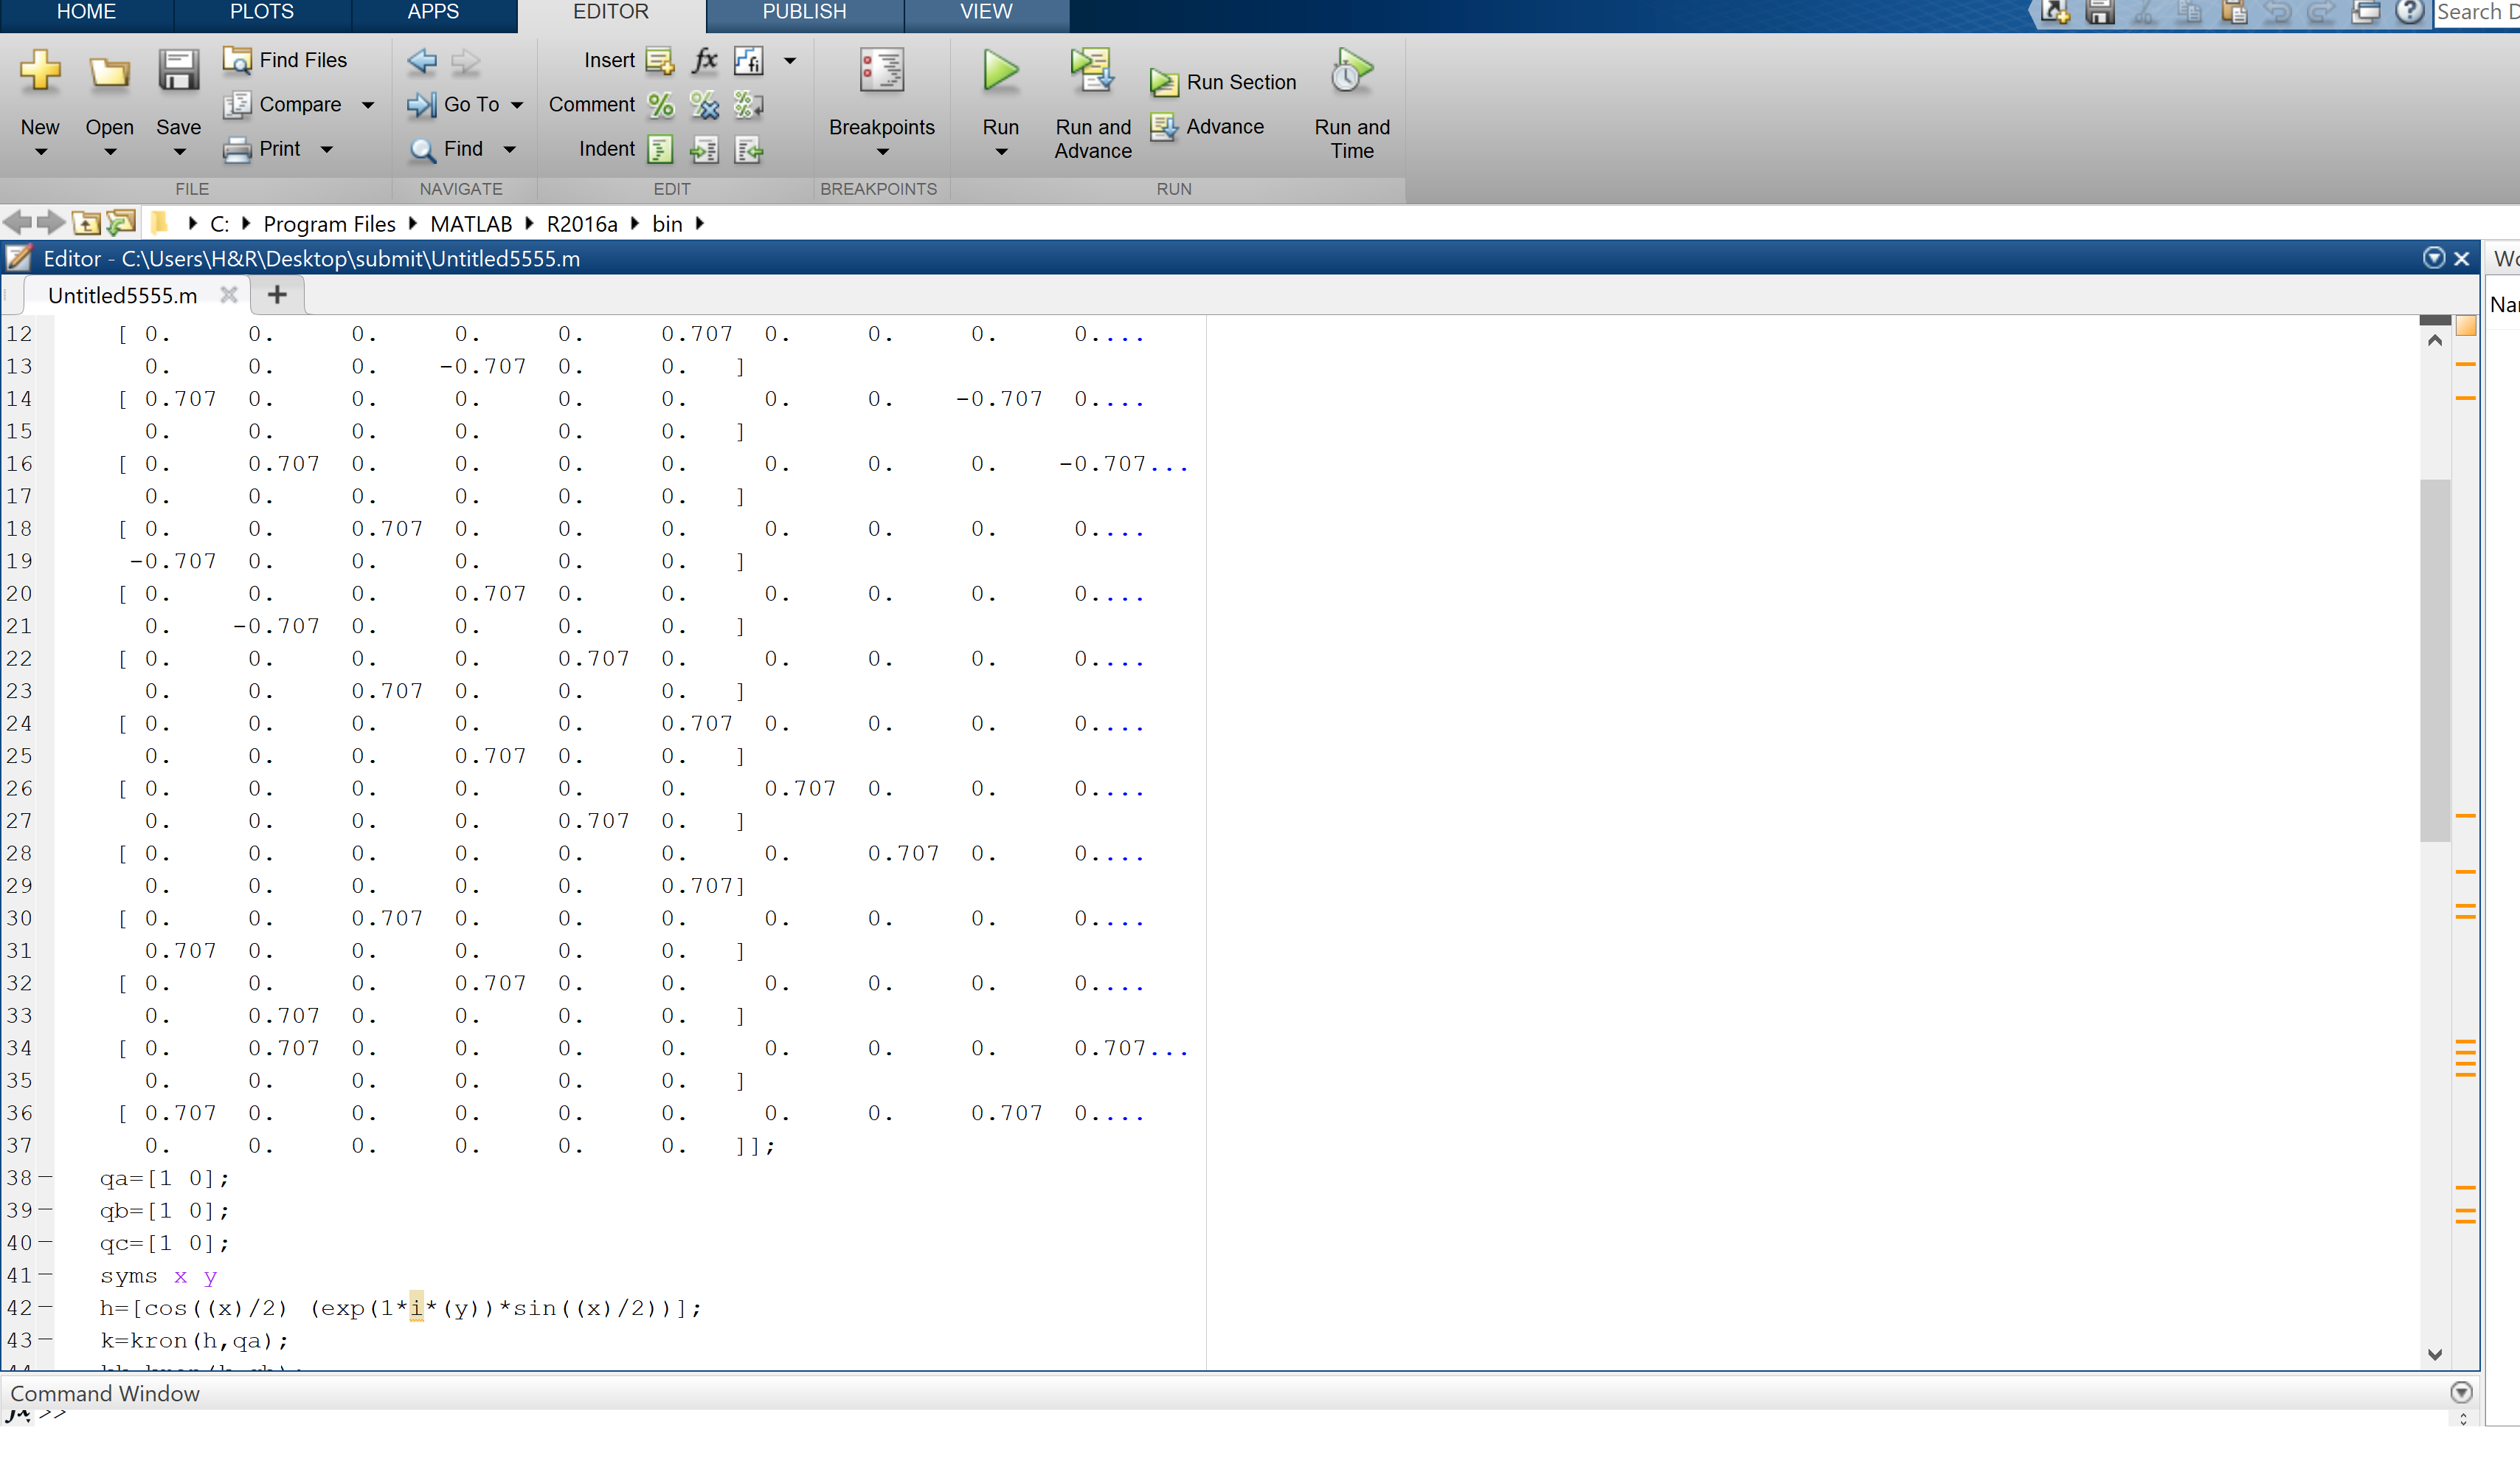 HOME PLOTS APPS EDITOR PUBLISH VIEW Search D
Find Files Insert fx fi
Compare Go To Comment Run Section
New Open Save Breakpoints Run Run and Advance Advance Run and Time
Print Find Indent
FILE NAVIGATE EDIT BREAKPOINTS RUN
C: Program Files MATLAB R2016a bin
Editor - C:\Users\H&R\Desktop\submit\Untitled5555.m
Untitled5555.m +
Nar
12 [ 0. 0. 0. 0. 0. 0.707 0. 0. 0. 0....
13 0. 0. 0. -0.707 0. 0. ]
14 [ 0.707 0. 0. 0. 0. 0. 0. 0. -0.707 0....
15 0. 0. 0. 0. 0. 0. ]
16 [ 0. 0.707 0. 0. 0. 0. 0. 0. 0. -0.707...
17 0. 0. 0. 0. 0. 0. ]
18 [ 0. 0. 0.707 0. 0. 0. 0. 0. 0. 0....
19 -0.707 0. 0. 0. 0. 0. ]
20 [ 0. 0. 0. 0.707 0. 0. 0. 0. 0. 0....
21 0. -0.707 0. 0. 0. 0. ]
22 [ 0. 0. 0. 0. 0.707 0. 0. 0. 0. 0....
23 0. 0. 0.707 0. 0. 0. ]
24 [ 0. 0. 0. 0. 0. 0.707 0. 0. 0. 0....
25 0. 0. 0. 0.707 0. 0. ]
26 [ 0. 0. 0. 0. 0. 0. 0.707 0. 0. 0....
27 0. 0. 0. 0. 0.707 0. ]
28 [ 0. 0. 0. 0. 0. 0. 0. 0.707 0. 0....
29 0. 0. 0. 0. 0. 0.707]
30 [ 0. 0. 0.707 0. 0. 0. 0. 0. 0. 0....
31 0.707 0. 0. 0. 0. 0. ]
32 [ 0. 0. 0. 0.707 0. 0. 0. 0. 0. 0....
33 0. 0.707 0. 0. 0. 0. ]
34 [ 0. 0.707 0. 0. 0. 0. 0. 0. 0. 0.707...
35 0. 0. 0. 0. 0. 0. ]
36 [ 0.707 0. 0. 0. 0. 0. 0. 0. 0.707 0....
37 0. 0. 0. 0. 0. 0. ]];
38 qa=[1 0];
39 qb=[1 0];
40 qc=[1 0];
41 syms x y
42 h=[cos((x)/2) (exp(1*i*(y))*sin((x)/2))];
43 k=kron(h,qa);
Command Window
fx >>